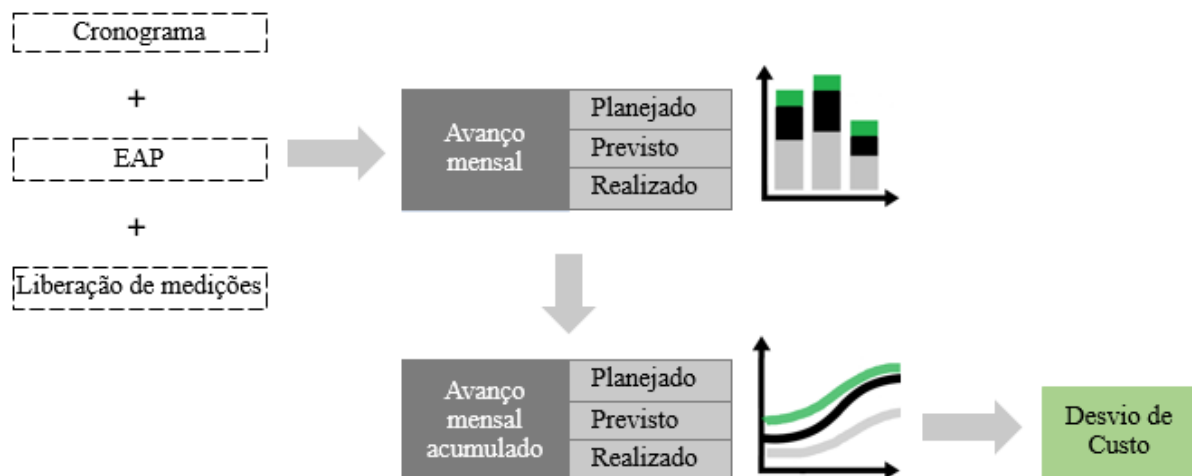 Cronograma
+
EAP
+
Liberação de medições
Avanço
mensal
Planejado
Previsto
Realizado
Avanço
mensal
acumulado
Planejado
Previsto
Realizado
Desvio de
Custo